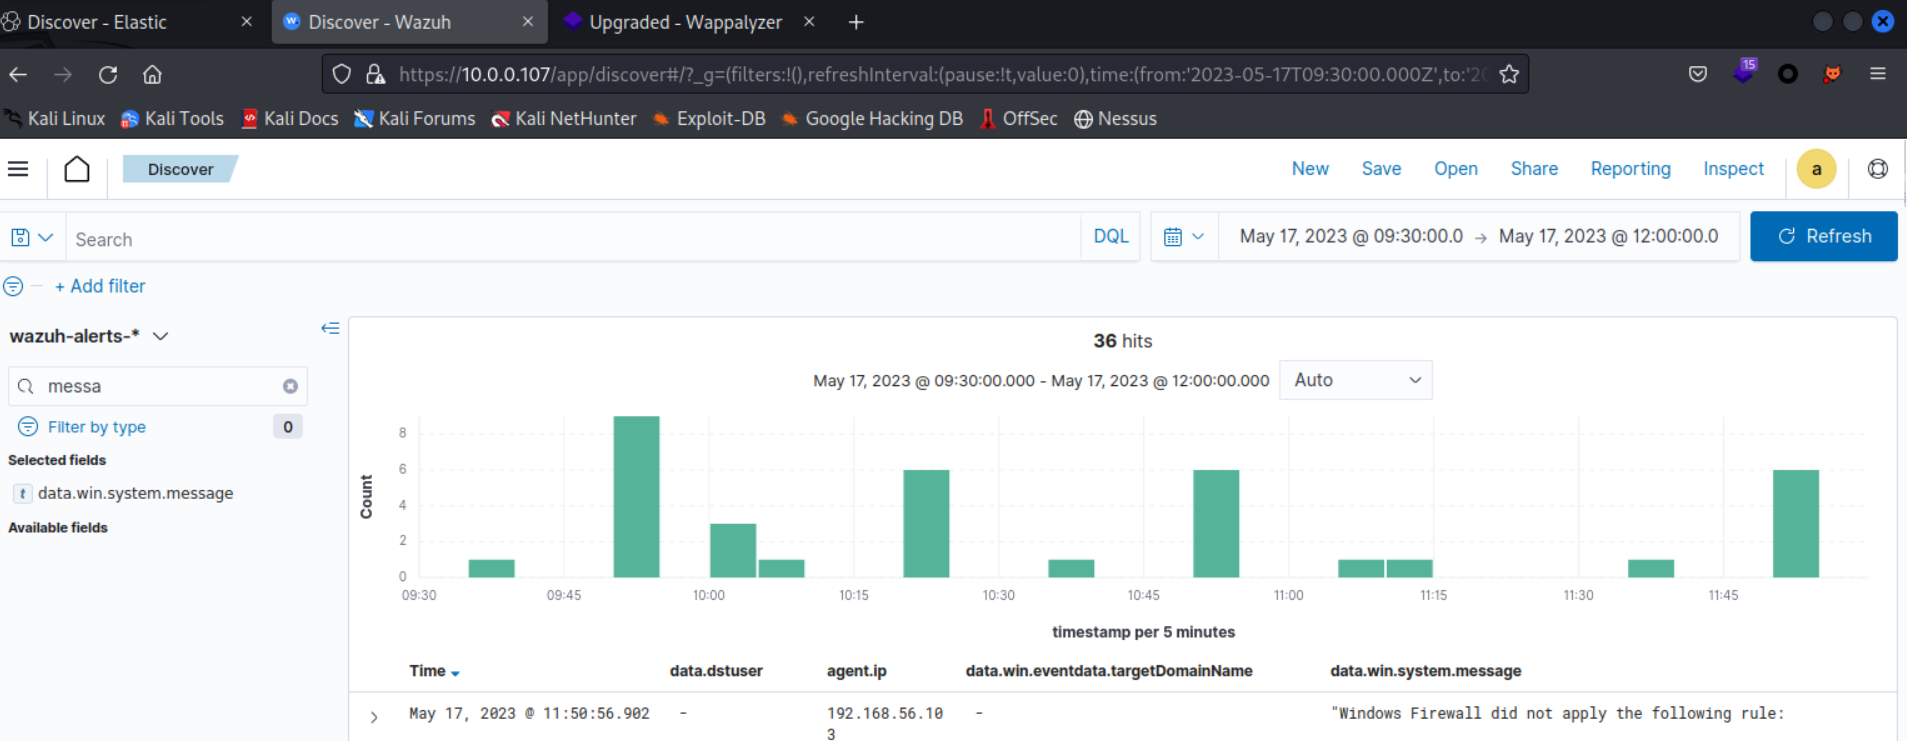 Discover - Elastic
Discover - Wazuh
Upgraded - Wappalyzer
https://10.0.0.107/app/discover#/?_g=(filters:!(),refreshInterval:(pause:!t,value:0),time:(from:'2023-05-17T09:30:00.000Z',to:'20
15
Kali Linux Kali Tools Kali Docs Kali Forums Kali NetHunter Exploit-DB Google Hacking DB OffSec Nessus
Discover New Save Open Share Reporting Inspect a
Search DQL May 17, 2023 @ 09:30:00.0 → May 17, 2023 @ 12:00:00.0 Refresh
+ Add filter
wazuh-alerts-*
messa
Filter by type 0
Selected fields
t data.win.system.message
Available fields
36 hits
May 17, 2023 @ 09:30:00.000 - May 17, 2023 @ 12:00:00.000 Auto
Count
8
6
4
2
0
09:30 09:45 10:00 10:15 10:30 10:45 11:00 11:15 11:30 11:45
timestamp per 5 minutes
Time data.dstuser agent.ip data.win.eventdata.targetDomainName data.win.system.message
May 17, 2023 @ 11:50:56.902 - 192.168.56.10 - "Windows Firewall did not apply the following rule:
3